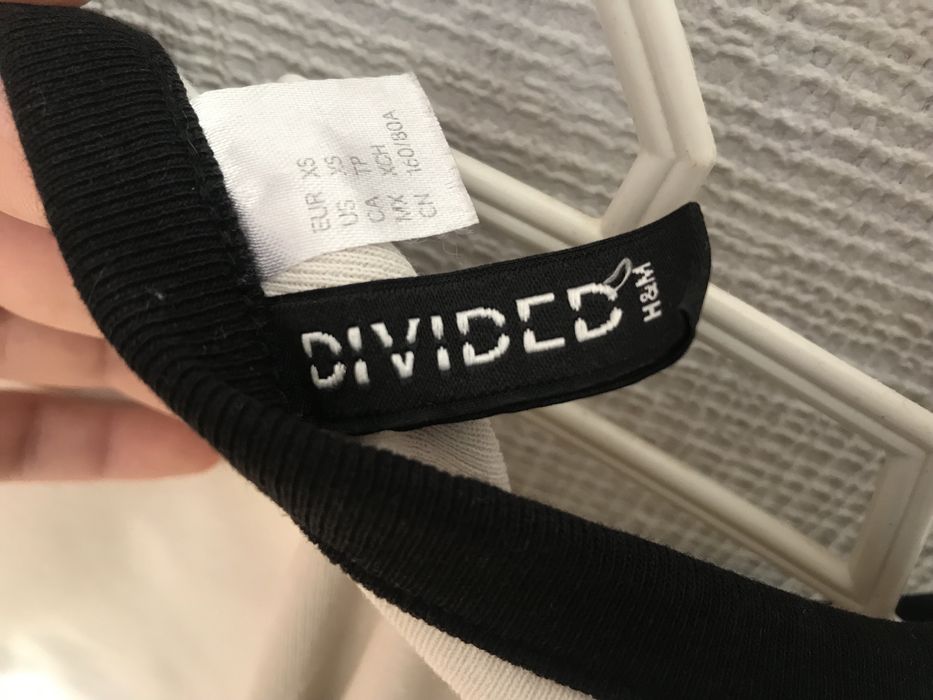 EUR XS
US XS
CA TP
MX XCH
CN 160/80A
DIVIDED
H&M